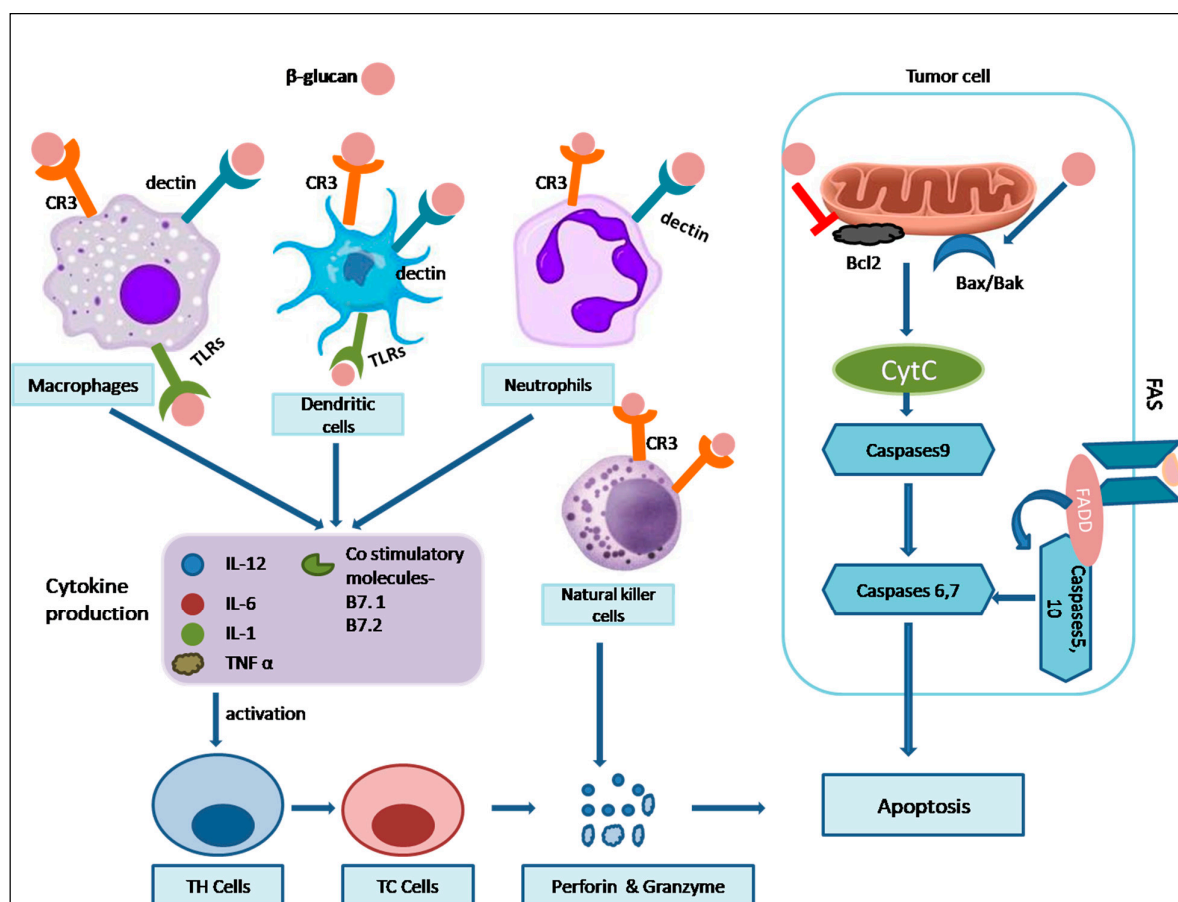 β-glucan
Tumor cell
CR3
dectin
TLRs
Macrophages
CR3
dectin
TLRs
Dendritic
cells
CR3
dectin
Neutrophils
CR3
Natural killer
cells
Bcl2
Bax/Bak
CytC
Caspases9
Caspases 6,7
FAS
FADD
Caspases5,
10
Cytokine
production
IL-12
IL-6
IL-1
TNF α
Co stimulatory
molecules-
B7.1
B7.2
activation
TH Cells
TC Cells
Perforin & Granzyme
Apoptosis